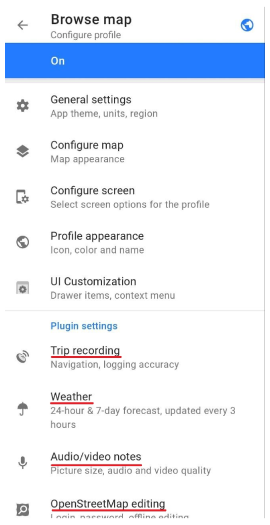 Browse map
Configure profile
On
General settings
App theme, units, region
Configure map
Map appearance
Configure screen
Select screen options for the profile
Profile appearance
Icon, color and name
UI Customization
Drawer items, context menu
Plugin settings
Trip recording
Navigation, logging accuracy
Weather
24-hour & 7-day forecast, updated every 3
hours
Audio/video notes
Picture size, audio and video quality
OpenStreetMap editing
Login, password, offline editing